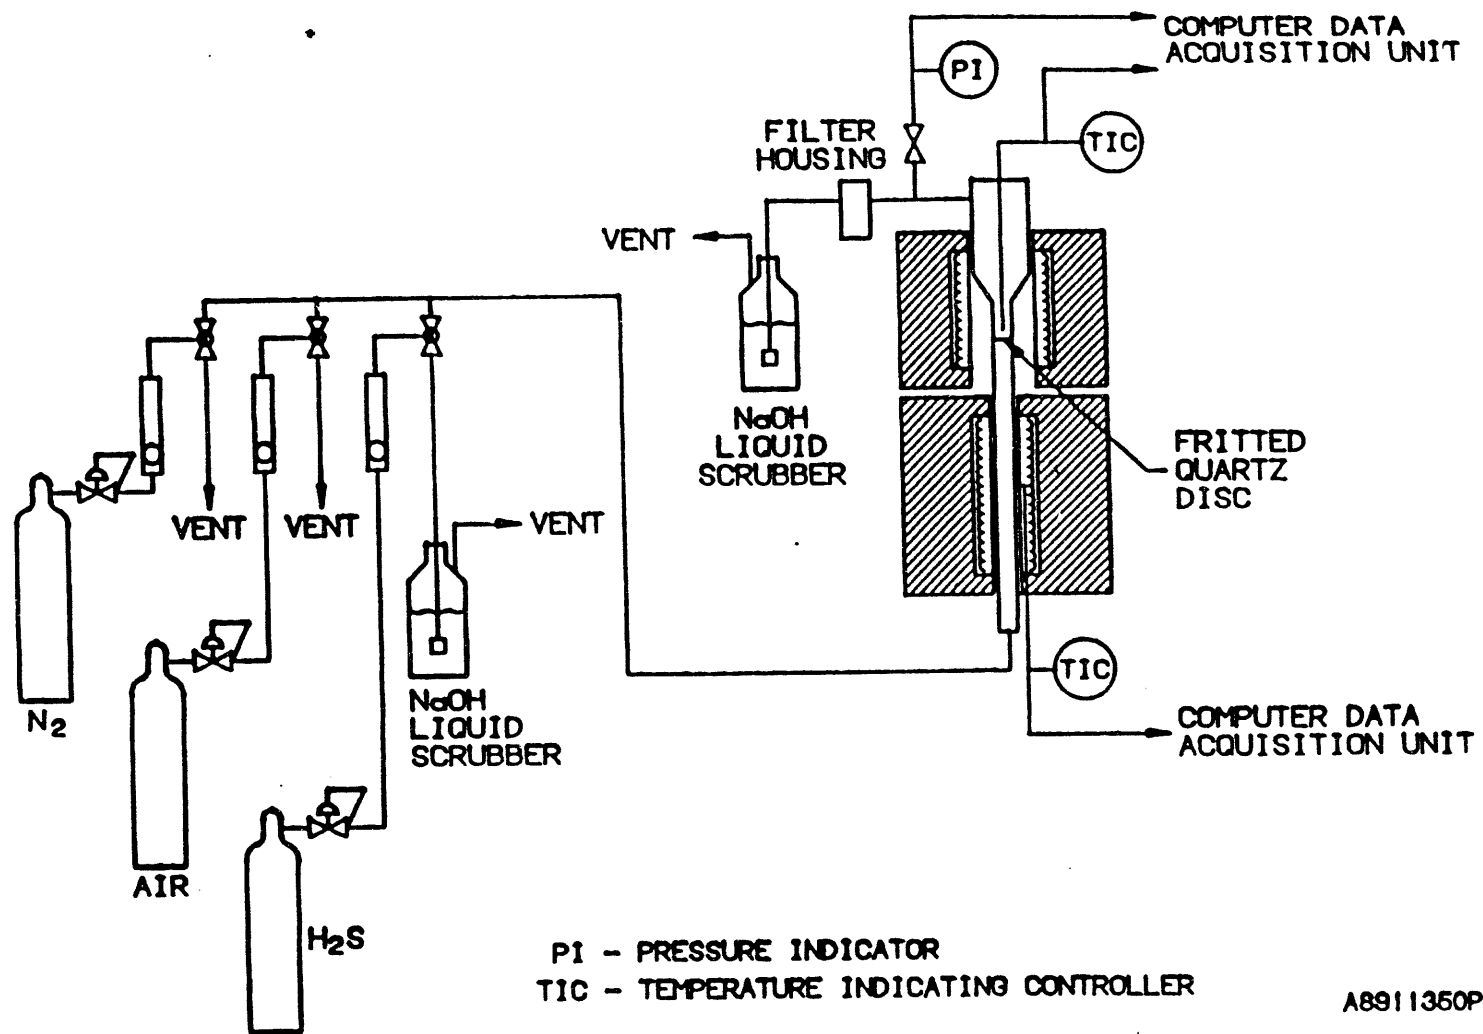 COMPUTER DATA
ACQUISITION UNIT
PI
TIC
FILTER
HOUSING
VENT
NaOH
LIQUID
SCRUBBER
FRITTED
QUARTZ
DISC
VENT
VENT
VENT
N2
NaOH
LIQUID
SCRUBBER
TIC
COMPUTER DATA
ACQUISITION UNIT
AIR
H2S
PI - PRESSURE INDICATOR
TIC - TEMPERATURE INDICATING CONTROLLER
A8911350P